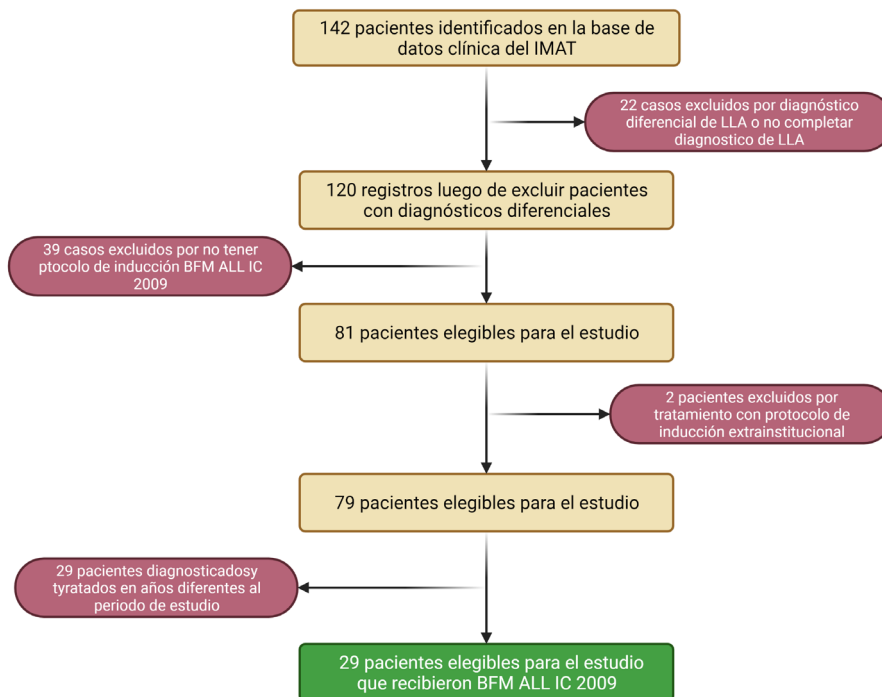 142 pacientes identificados en la base de
datos clínica del IMAT
22 casos excluidos por diagnóstico
diferencial de LLA o no completar
diagnostico de LLA
120 registros luego de excluir pacientes
con diagnósticos diferenciales
39 casos excluidos por no tener
ptocolo de inducción BFM ALL IC
2009
81 pacientes elegibles para el estudio
2 pacientes excluidos por
tratamiento con protocolo de
inducción extrainstitucional
79 pacientes elegibles para el estudio
29 pacientes diagnosticadosy
tyratados en años diferentes al
periodo de estudio
29 pacientes elegibles para el estudio
que recibieron BFM ALL IC 2009